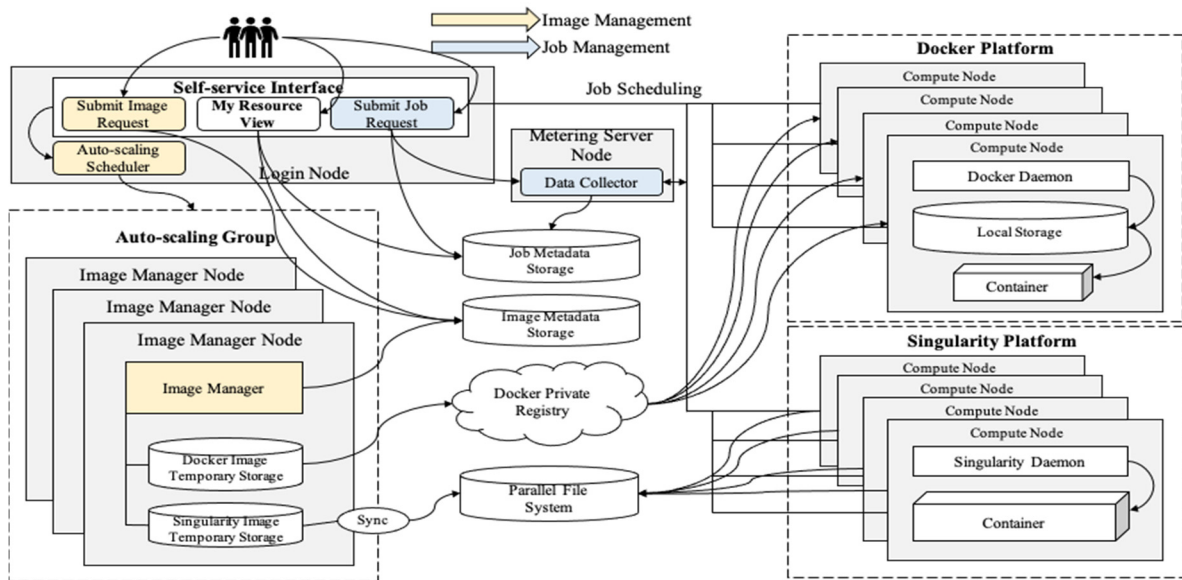 Image Management
Job Management
Self-service Interface
Submit Image
Request
My Resource
View
Submit Job
Request
Auto-scaling
Scheduler
Login Node
Job Scheduling
Metering Server
Node
Data Collector
Auto-scaling Group
Image Manager Node
Image Manager Node
Image Manager Node
Image Manager
Docker Image
Temporary Storage
Singularity Image
Temporary Storage
Sync
Job Metadata
Storage
Image Metadata
Storage
Docker Private
Registry
Parallel File
System
Docker Platform
Compute Node
Compute Node
Compute Node
Compute Node
Docker Daemon
Local Storage
Container
Singularity Platform
Compute Node
Compute Node
Compute Node
Compute Node
Singularity Daemon
Container